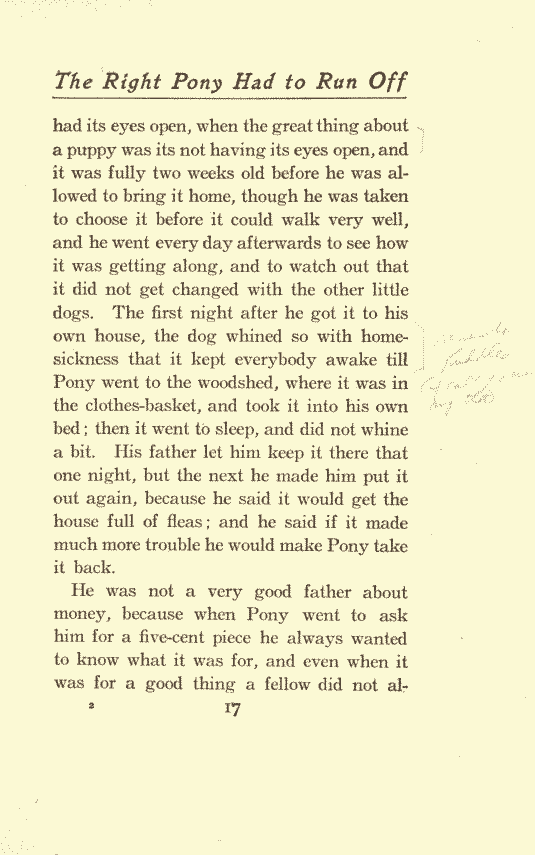 The Right Pony Had to Run Off
had its eyes open, when the great thing about
a puppy was its not having its eyes open, and
it was fully two weeks old before he was al-
lowed to bring it home, though he was taken
to choose it before it could walk very well,
and he went every day afterwards to see how
it was getting along, and to watch out that
it did not get changed with the other little
dogs. The first night after he got it to his
own house, the dog whined so with home-
sickness that it kept everybody awake till
Pony went to the woodshed, where it was in
the clothes-basket, and took it into his own
bed; then it went to sleep, and did not whine
a bit. His father let him keep it there that
one night, but the next he made him put it
out again, because he said it would get the
house full of fleas; and he said if it made
much more trouble he would make Pony take
it back.
He was not a very good father about
money, because when Pony went to ask
him for a five-cent piece he always wanted
to know what it was for, and even when it
was for a good thing a fellow did not al-
2 17